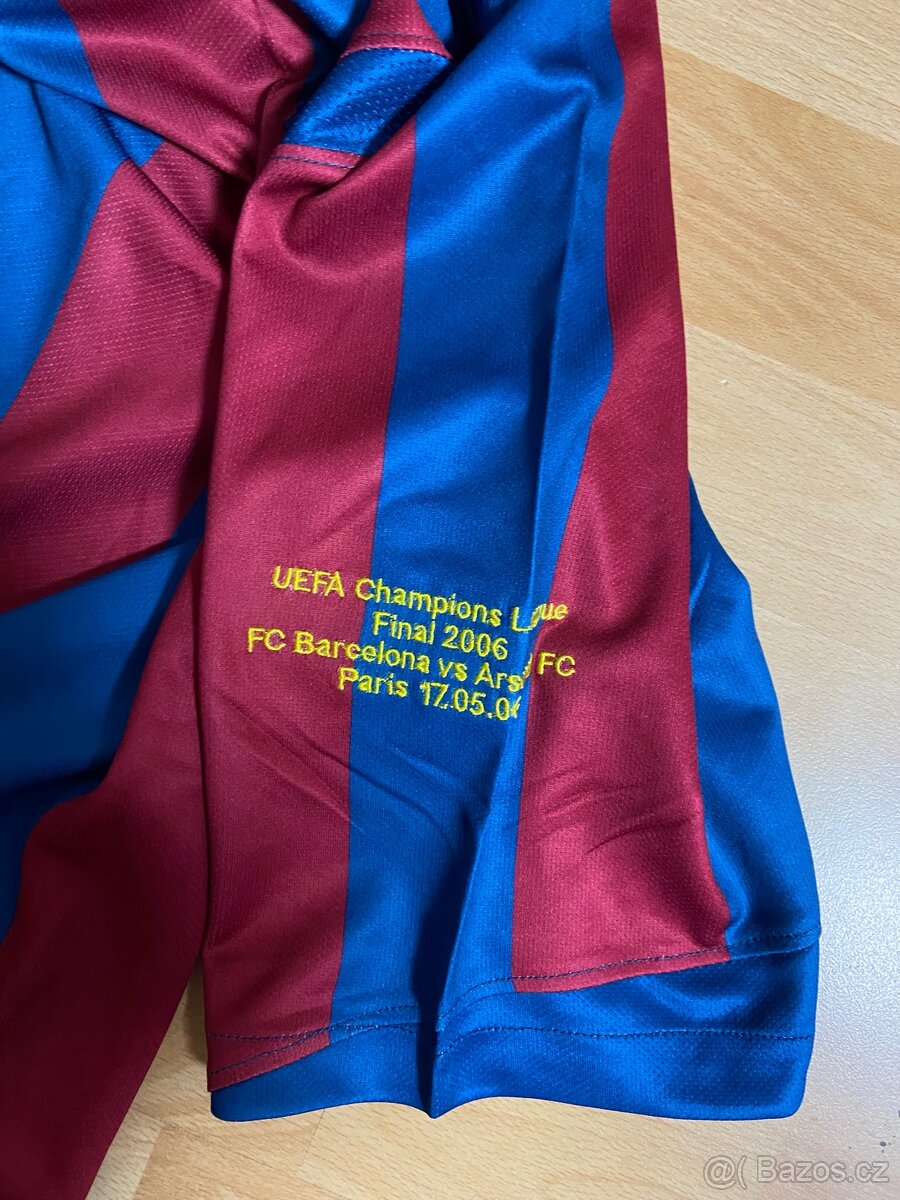 UEFA Champions
Final 2006
FC Barcelona vs FC
Paris
@( Bazos.cz